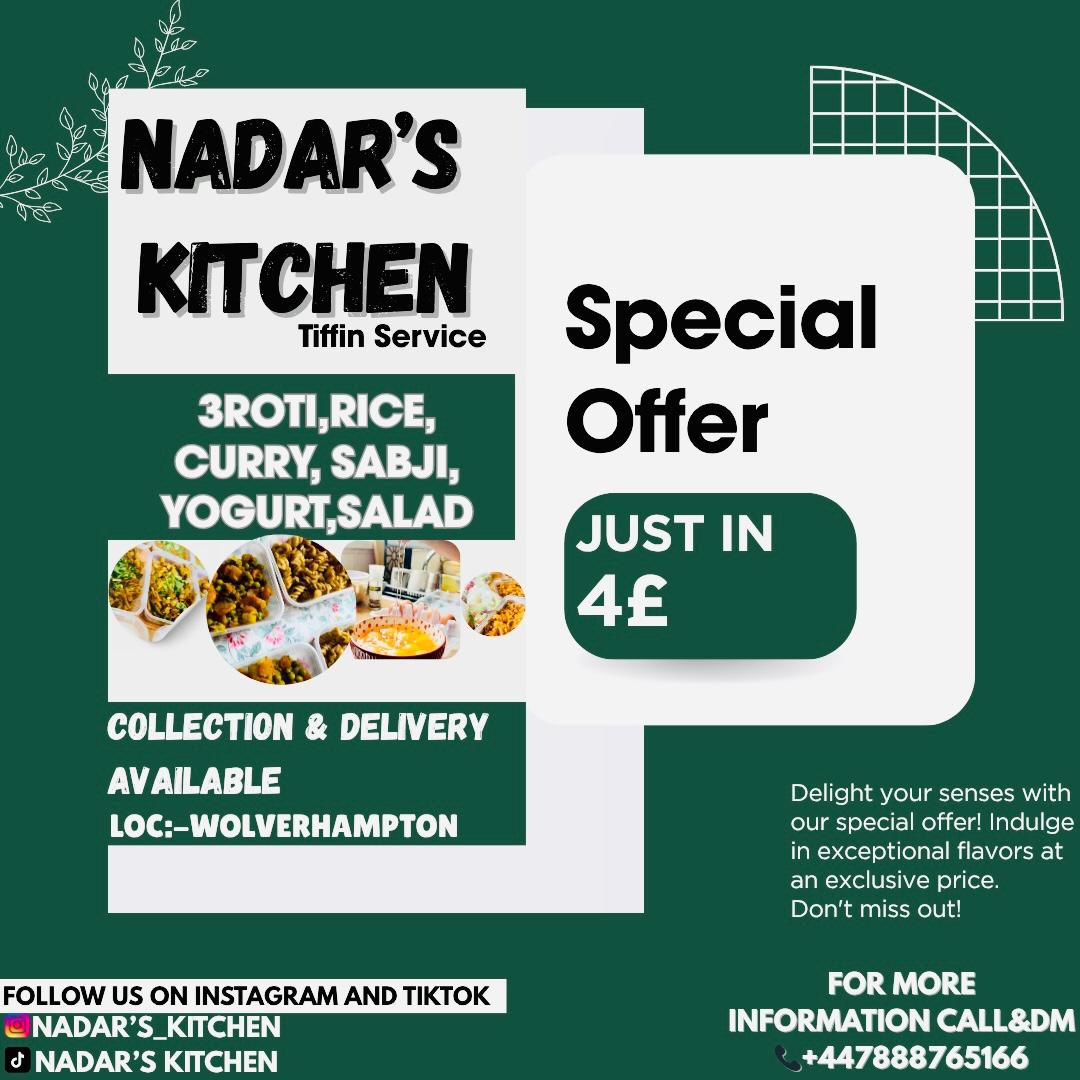 NADAR'S
KITCHEN
Tiffin Service
3ROTI,RICE,
CURRY, SABJI,
YOGURT,SALAD
COLLECTION & DELIVERY
AVAILABLE
LOC:-WOLVERHAMPTON
Special
Offer
JUST IN
4£
Delight your senses with
our special offer! Indulge
in exceptional flavors at
an exclusive price.
Don't miss out!
FOLLOW US ON INSTAGRAM AND TIKTOK
NADAR'S_KITCHEN
NADAR'S KITCHEN
FOR MORE
INFORMATION CALL&DM
📞+447888765166